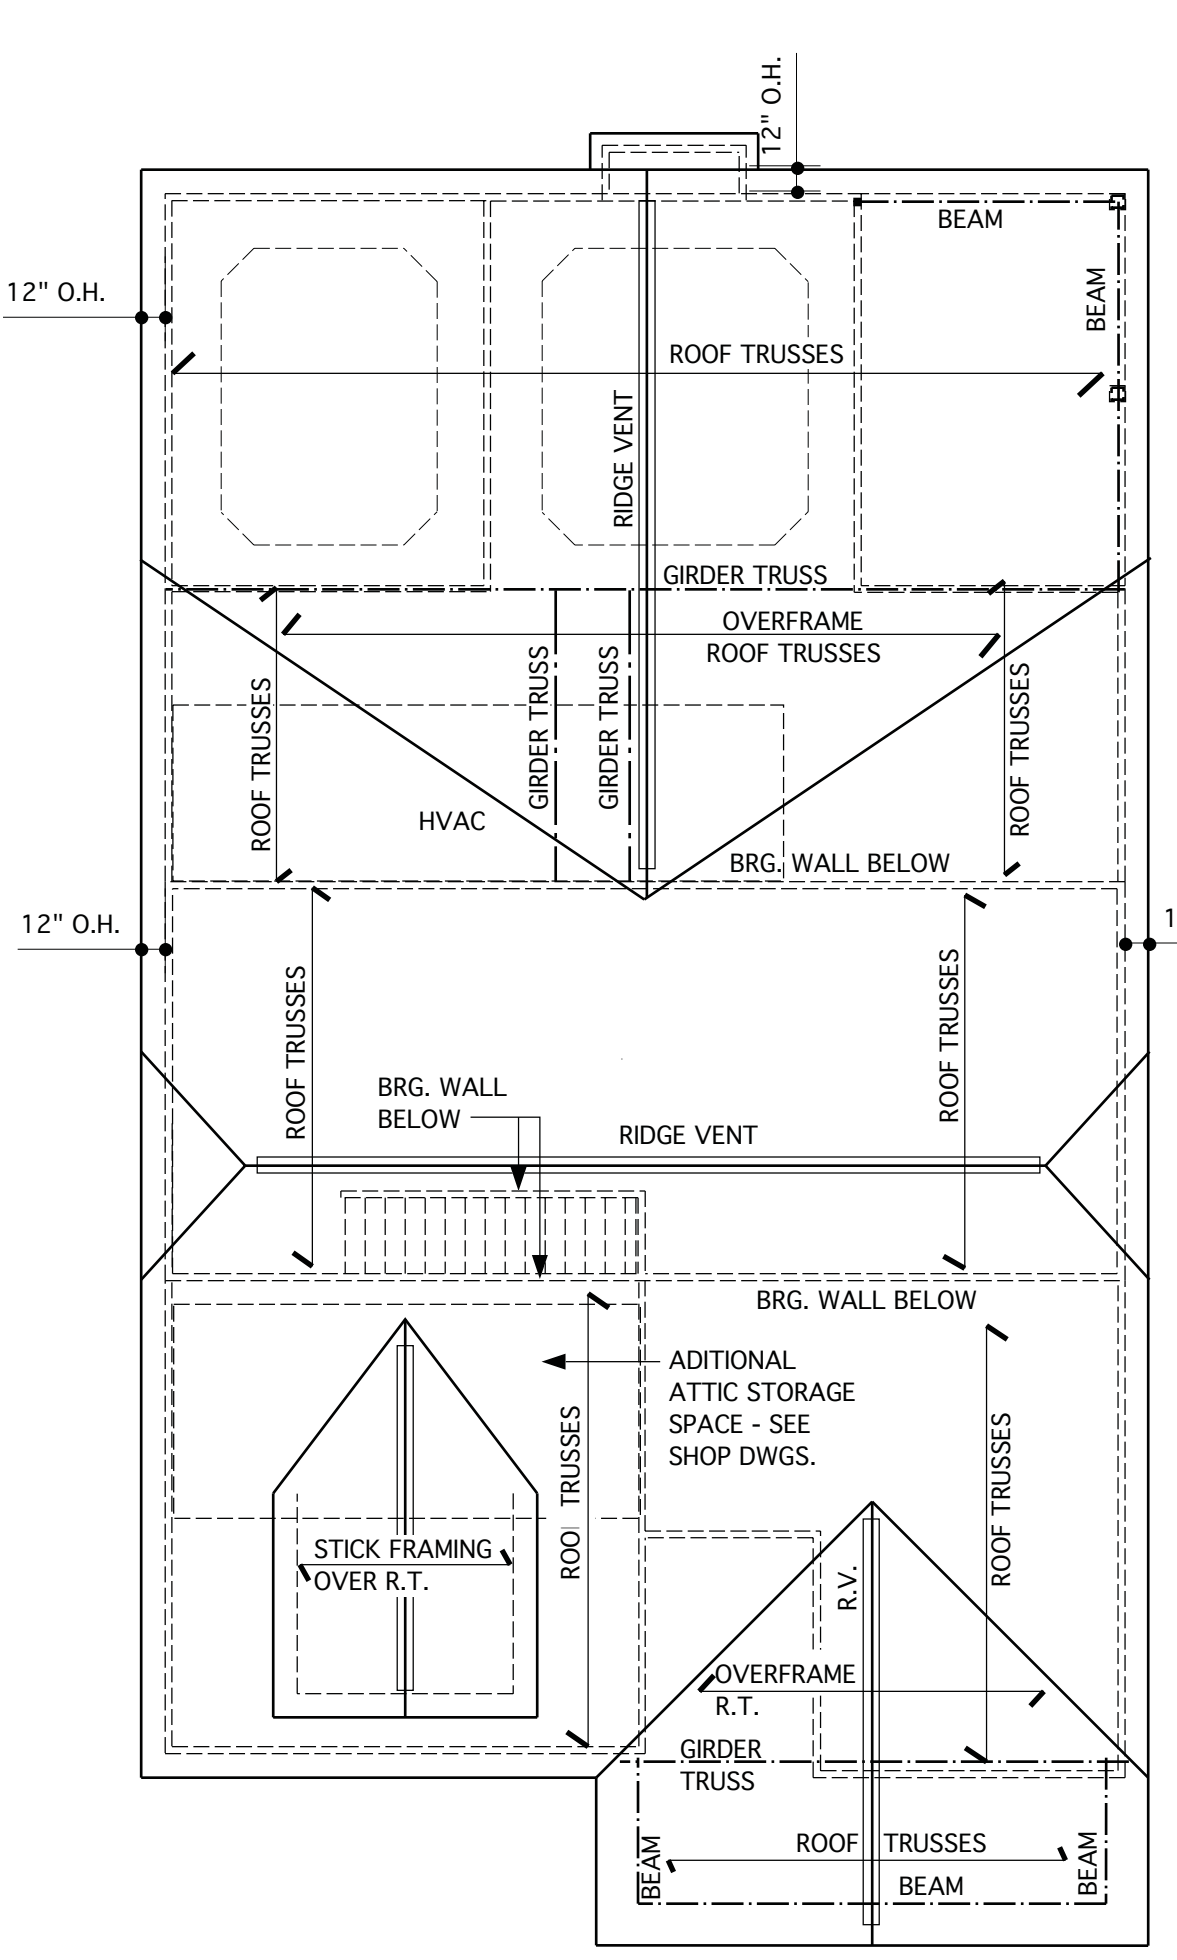 12" O.H.
BEAM
12" O.H.
BEAM
ROOF TRUSSES
RIDGE VENT
GIRDER TRUSS
OVERFRAME
ROOF TRUSSES
GIRDER TRUSS
GIRDER TRUSS
ROOF TRUSSES
ROOF TRUSSES
HVAC
BRG. WALL BELOW
12" O.H.
1
ROOF TRUSSES
ROOF TRUSSES
BRG. WALL
BELOW
RIDGE VENT
BRG. WALL BELOW
ADITIONAL
ATTIC STORAGE
SPACE - SEE
SHOP DWGS.
ROOF TRUSSES
ROOF TRUSSES
STICK FRAMING
OVER R.T.
R.V.
OVERFRAME
R.T.
GIRDER
TRUSS
ROOF TRUSSES
BEAM
BEAM
BEAM